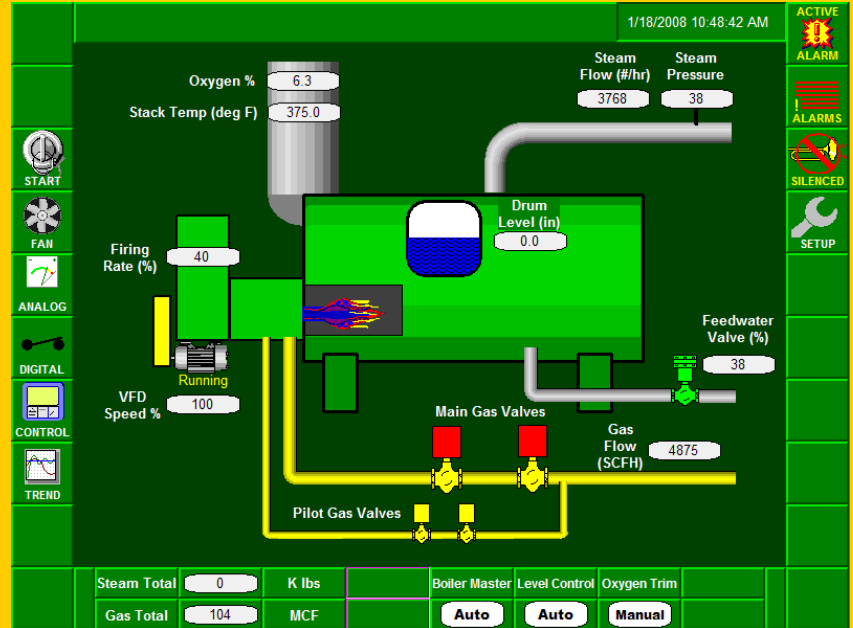 1/18/2008 10:48:42 AM
ACTIVE
ALARM
Oxygen %
6.3
Stack Temp (deg F)
375.0
Steam
Flow (#/hr)
3768
Steam
Pressure
38
!
ALARMS
START
SILENCED
FAN
Firing
Rate (%)
40
Drum
Level (in)
0.0
SETUP
ANALOG
DIGITAL
Running
VFD
Speed %
100
Feedwater
Valve (%)
38
CONTROL
Main Gas Valves
Gas
Flow
(SCFH)
4875
TREND
Pilot Gas Valves
Steam Total
0
K lbs
Boiler Master
Level Control
Oxygen Trim
Gas Total
104
MCF
Auto
Auto
Manual